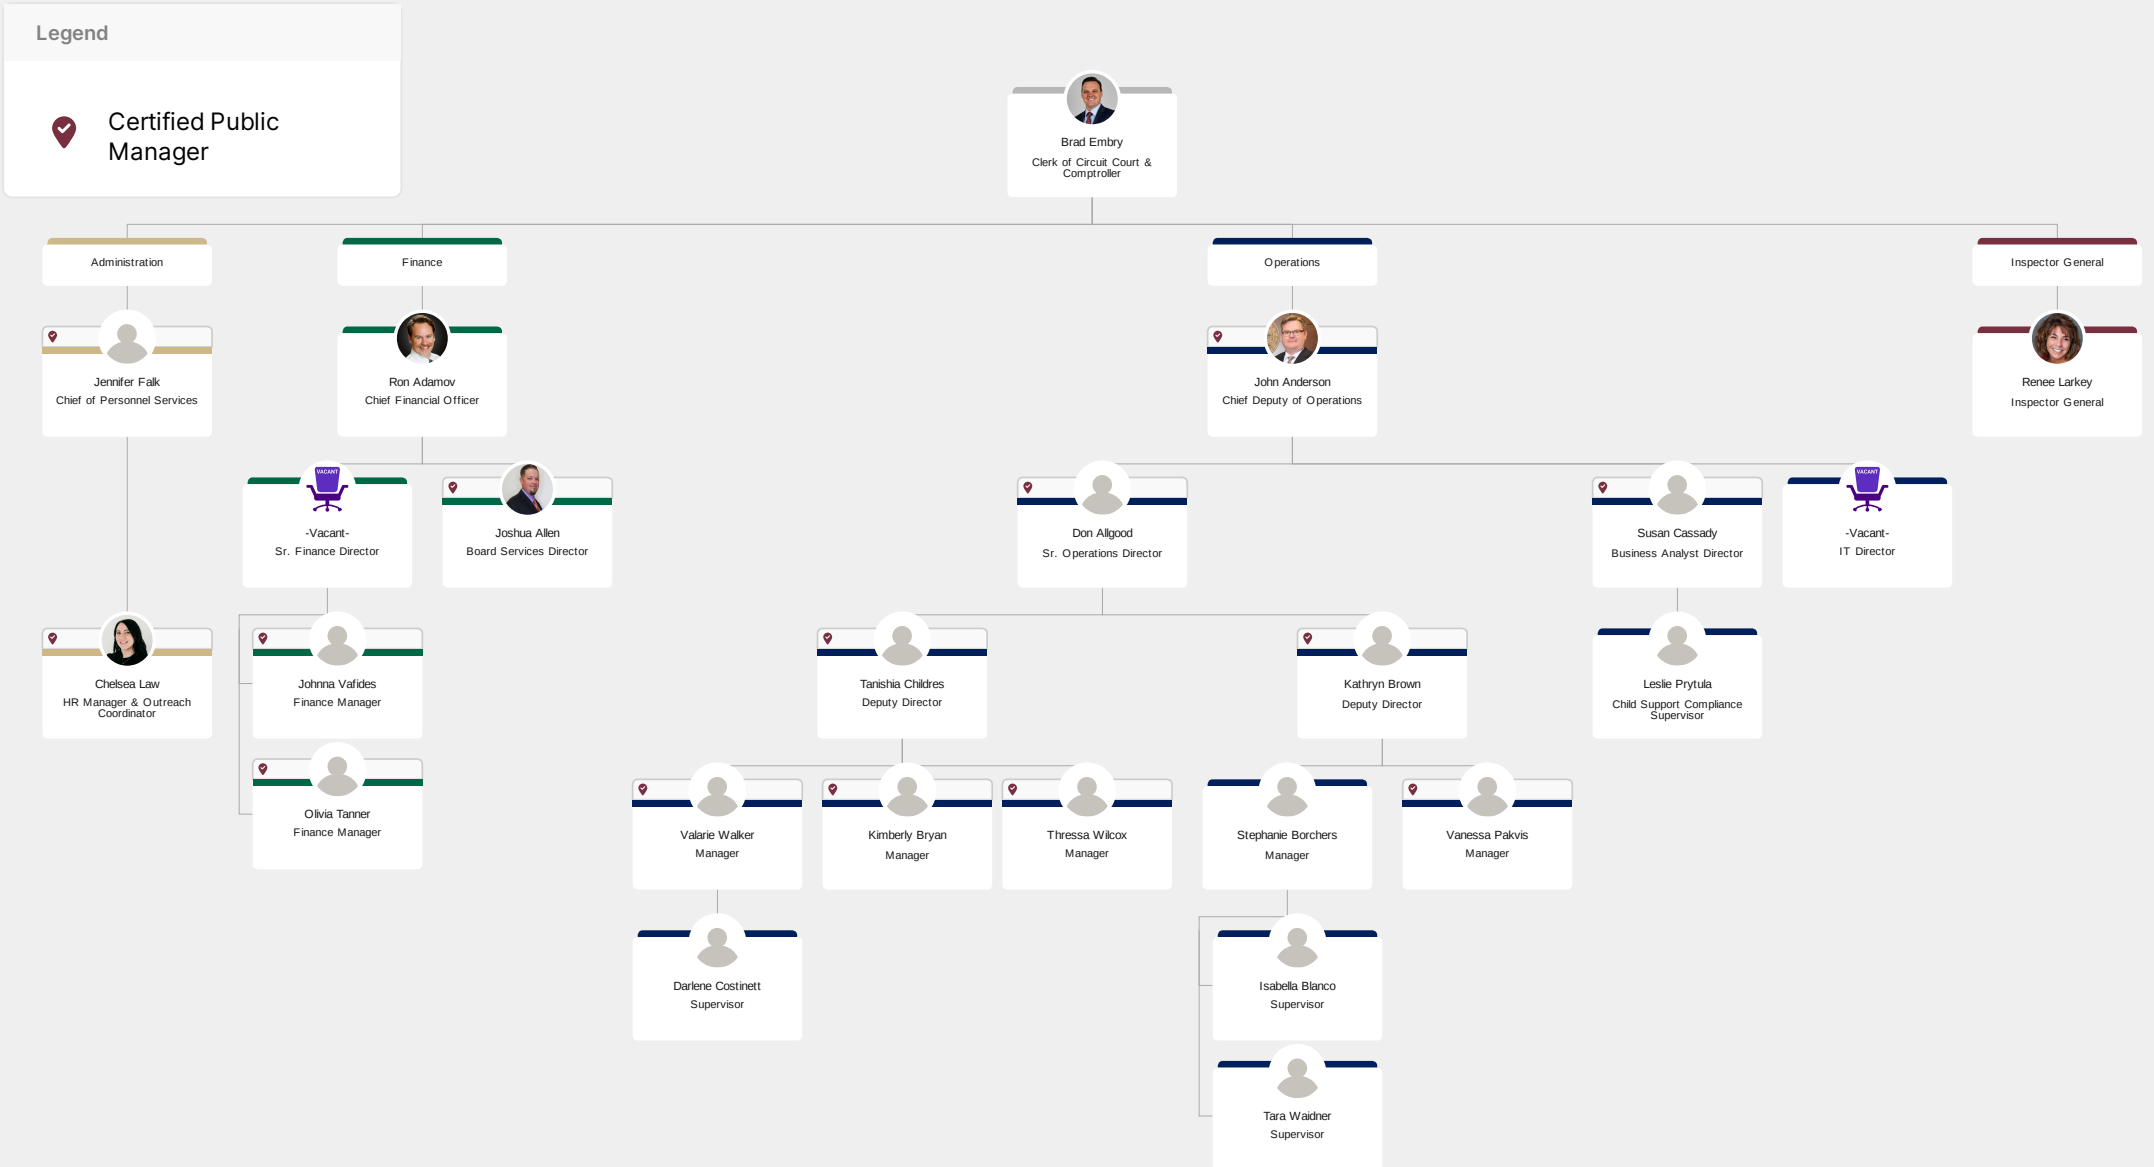 Legend
Certified Public
Manager
Brad Embry
Clerk of Circuit Court &
Comptroller
Administration
Finance
Operations
Inspector General
Jennifer Falk
Chief of Personnel Services
Ron Adamov
Chief Financial Officer
John Anderson
Chief Deputy of Operations
Renee Larkey
Inspector General
VACANT
-Vacant-
Sr. Finance Director
Joshua Allen
Board Services Director
Don Allgood
Sr. Operations Director
Susan Cassady
Business Analyst Director
VACANT
-Vacant-
IT Director
Chelsea Law
HR Manager & Outreach
Coordinator
Johnna Vafides
Finance Manager
Tanishia Childres
Deputy Director
Kathryn Brown
Deputy Director
Leslie Prytula
Child Support Compliance
Supervisor
Olivia Tanner
Finance Manager
Valarie Walker
Manager
Kimberly Bryan
Manager
Thressa Wilcox
Manager
Stephanie Borchers
Manager
Vanessa Pakvis
Manager
Darlene Costinett
Supervisor
Isabella Blanco
Supervisor
Tara Waidner
Supervisor